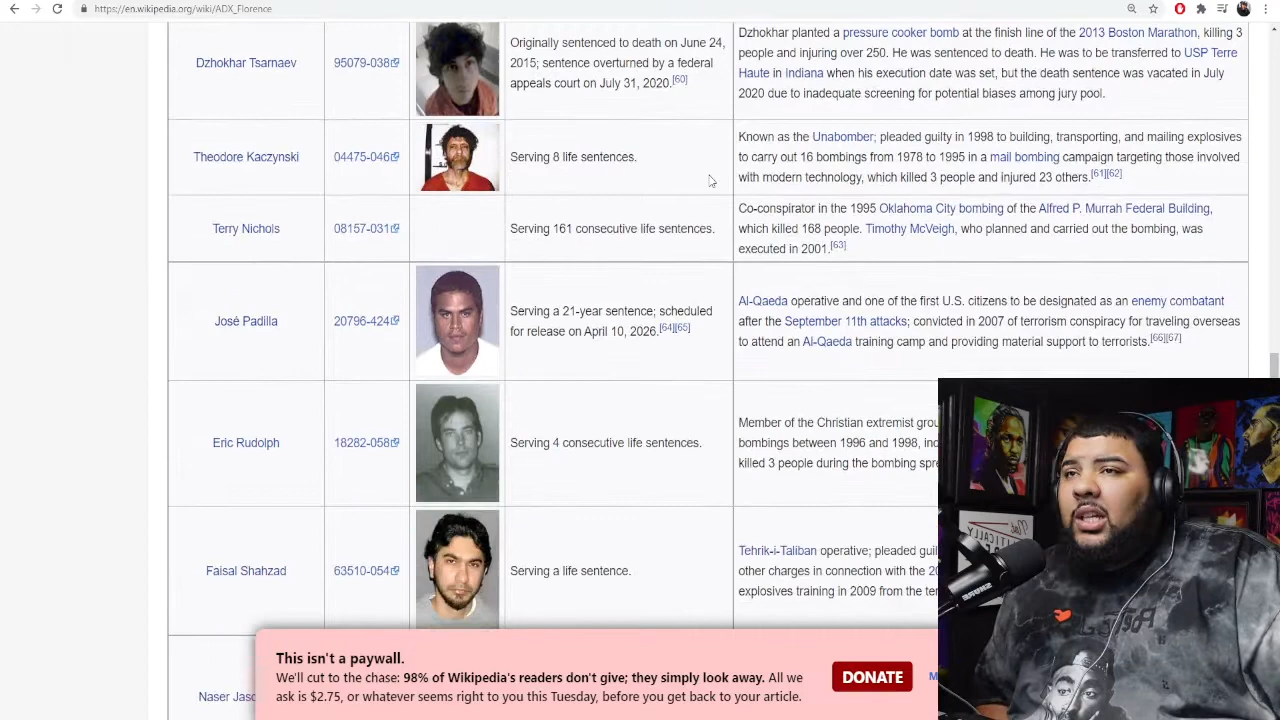 https://en.wikipedia.org/wiki/ADX_Florence
Dzhokhar Tsarnaev
95079-038
Originally sentenced to death on June 24,
2015; sentence overturned by a federal
appeals court on July 31, 2020.[60]
Dzhokhar planted a pressure cooker bomb at the finish line of the 2013 Boston Marathon, killing 3
people and injuring over 250. He was sentenced to death. He was to be transferred to USP Terre
Haute in Indiana when his execution date was set, but the death sentence was vacated in July
2020 due to inadequate screening for potential biases among jury pool.
Theodore Kaczynski
04475-046
Serving 8 life sentences.
Known as the Unabomber; pleaded guilty in 1998 to building, transporting, and mailing explosives
to carry out 16 bombings from 1978 to 1995 in a mail bombing campaign targeting those involved
with modern technology, which killed 3 people and injured 23 others.[61][62]
Terry Nichols
08157-031
Serving 161 consecutive life sentences.
Co-conspirator in the 1995 Oklahoma City bombing of the Alfred P. Murrah Federal Building,
which killed 168 people. Timothy McVeigh, who planned and carried out the bombing, was
executed in 2001.[63]
José Padilla
20796-424
Serving a 21-year sentence; scheduled
for release on April 10, 2026.[64][65]
Al-Qaeda operative and one of the first U.S. citizens to be designated as an enemy combatant
after the September 11th attacks; convicted in 2007 of terrorism conspiracy for traveling overseas
to attend an Al-Qaeda training camp and providing material support to terrorists.[66][67]
Eric Rudolph
18282-058
Serving 4 consecutive life sentences.
Member of the Christian extremist
bombings between 1996 and 1998,
killed 3 people during the bombing
Faisal Shahzad
63510-054
Serving a life sentence.
Tehrik-i-Taliban operative; pleaded
other charges in connection with the
explosives training in 2009 from the
Naser
This isn't a paywall.
We'll cut to the chase: 98% of Wikipedia's readers don't give; they simply look away. All we
ask is $2.75, or whatever seems right to you this Tuesday, before you get back to your article.
DONATE